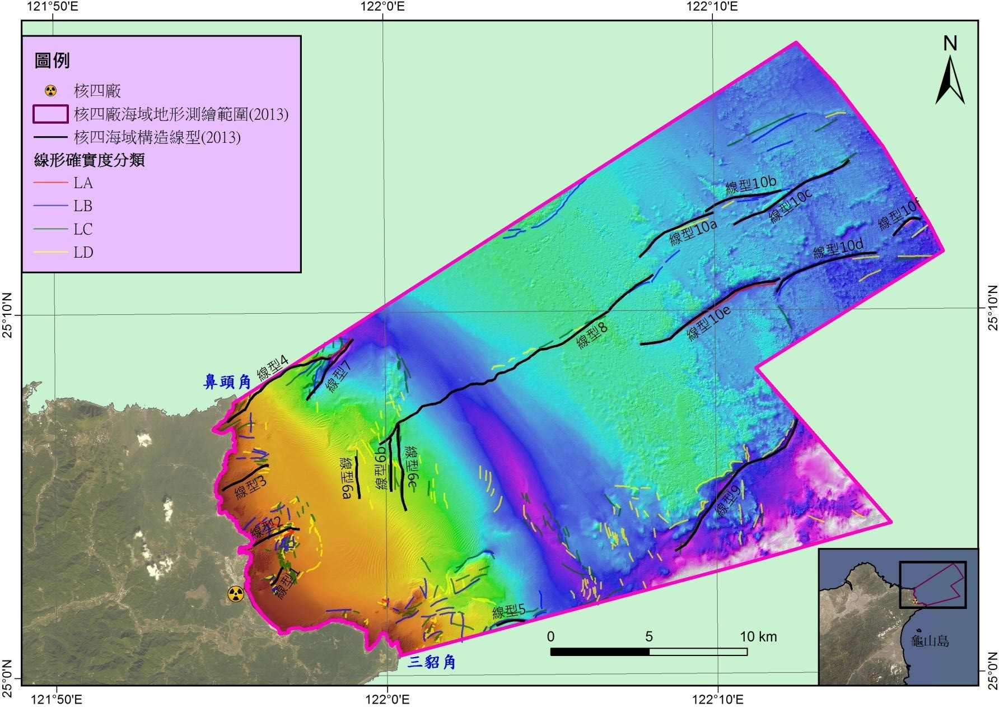 121°50'E
122°0'E
122°10'E
圖例
核四廠
核四廠海域地形測繪範圍(2013)
核四海域構造線型(2013)
線形確實度分類
LA
LB
LC
LD
N
線型10b
線型10c
線型10a
線型10f
線型10d
線型10e
線型8
25°10'N
25°10'N
線型4
鼻頭角
線型7
線型6a
線型6b
線型6c
線型3
線型9
線型2
線型1
線型5
0
5
10 km
三貂角
龜山島
25°0'N
25°0'N
121°50'E
122°0'E
122°10'E